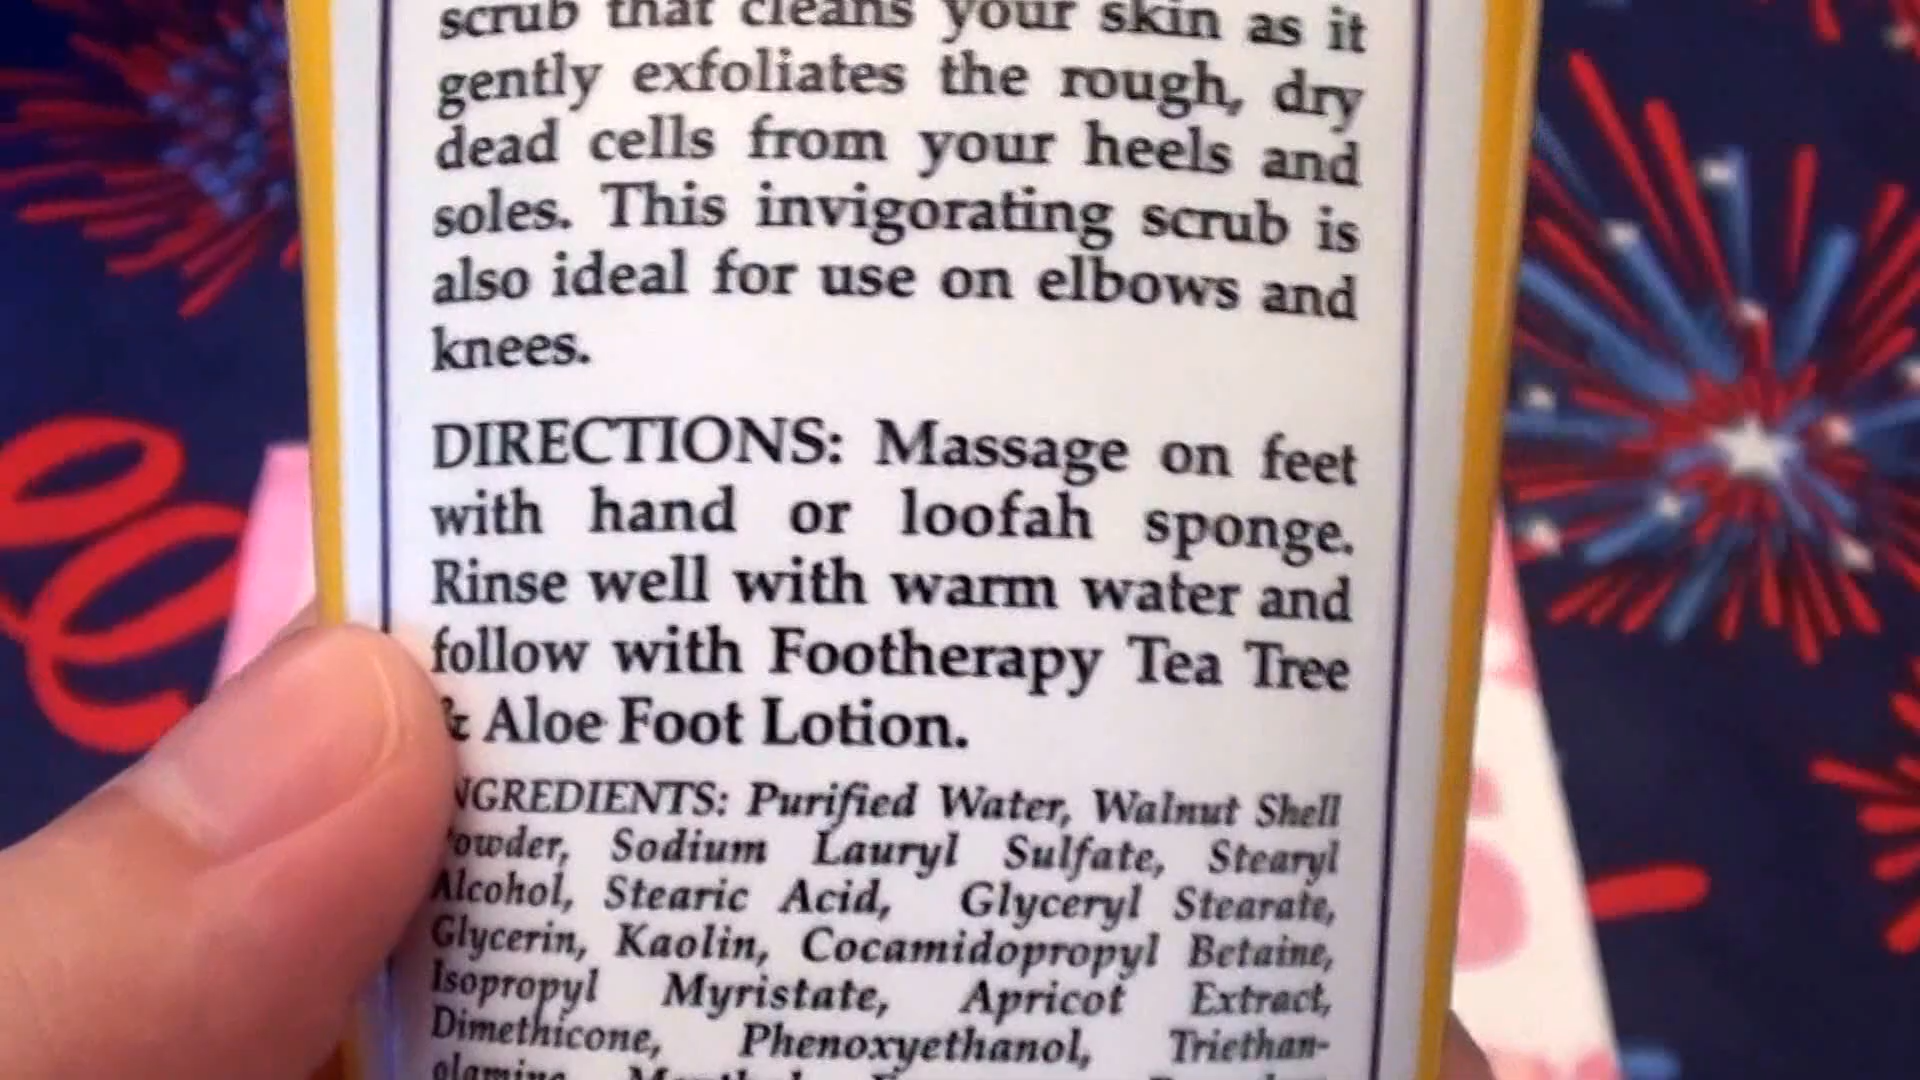 scrub that cleans your skin as it
gently exfoliates the rough, dry
dead cells from your heels and
soles. This invigorating scrub is
also ideal for use on elbows and
knees.
DIRECTIONS: Massage on feet
with hand or loofah sponge.
Rinse well with warm water and
follow with Footherapy Tea Tree
& Aloe Foot Lotion.
NGREDIENTS: Purified Water, Walnut Shell
owder, Sodium Lauryl Sulfate, Stearyl
Alcohol, Stearic Acid, Glyceryl Stearate,
Glycerin, Kaolin, Cocamidopropyl Betaine,
Isopropyl Myristate, Apricot Extract,
Dimethicone, Phenoxyethanol, Triethan-
olamine,